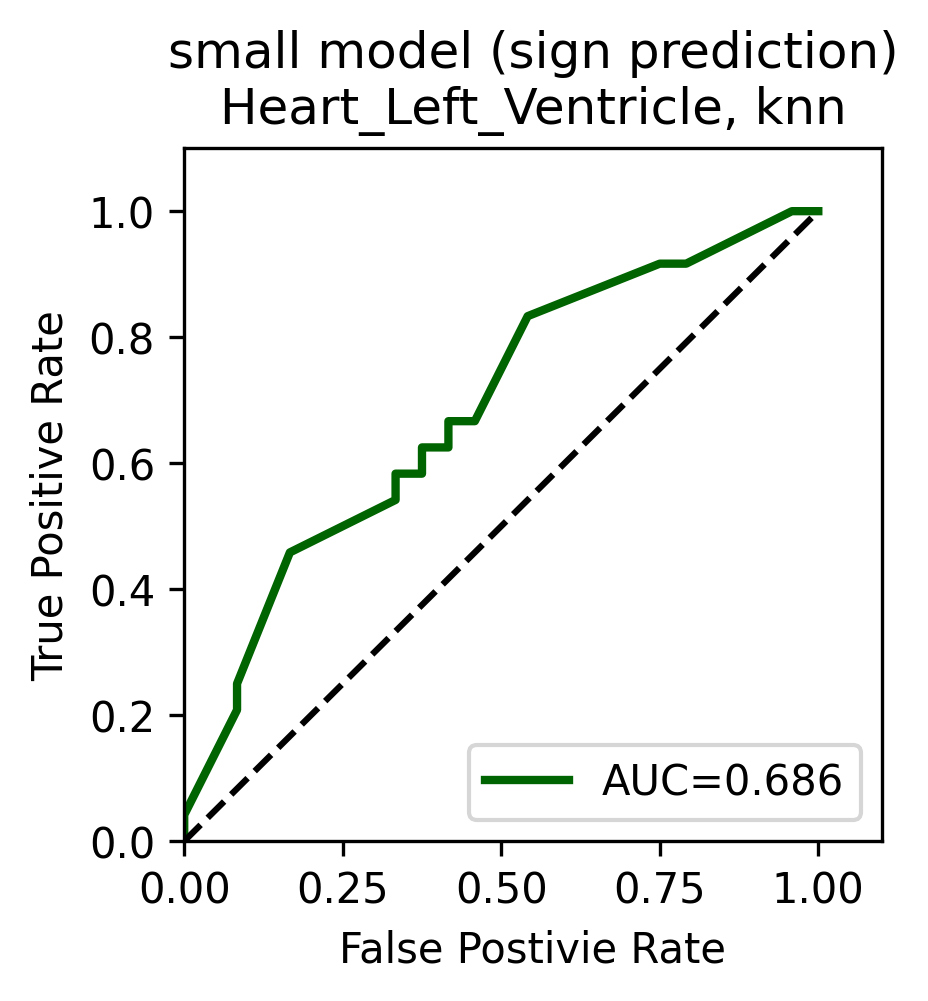 small model (sign prediction)
Heart_Left_Ventricle, knn
True Positive Rate
1.0
0.8
0.6
0.4
0.2
0.0
AUC=0.686
0.00 0.25 0.50 0.75 1.00
False Postivie Rate